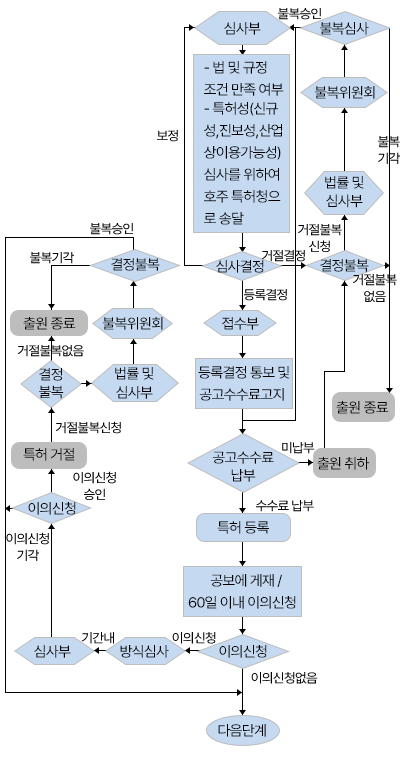 불복승인
심사부
불복심사
- 법 및 규정
조건 만족 여부
- 특허성(신규
성,진보성,산업
상이용가능성)
심사를 위하여
호주 특허청으
로 송달
불복위원회
보정
불복
기각
법률 및
심사부
불복승인
거절불복
신청
불복기각
거절결정
결정불복
심사결정
결정불복
거절불복
없음
등록결정
출원 종료
불복위원회
접수부
거절불복없음
결정
불복
법률 및
심사부
등록결정 통보 및
공고수수료고지
출원 종료
거절불복신청
미납부
특허 거절
공고수수료
납부
출원 취하
이의신청
승인
이의신청
수수료 납부
특허 등록
이의신청
기각
공보에 게재 /
60일 이내 이의신청
기간내
이의신청
심사부
방식심사
이의신청
이의신청없음
다음단계